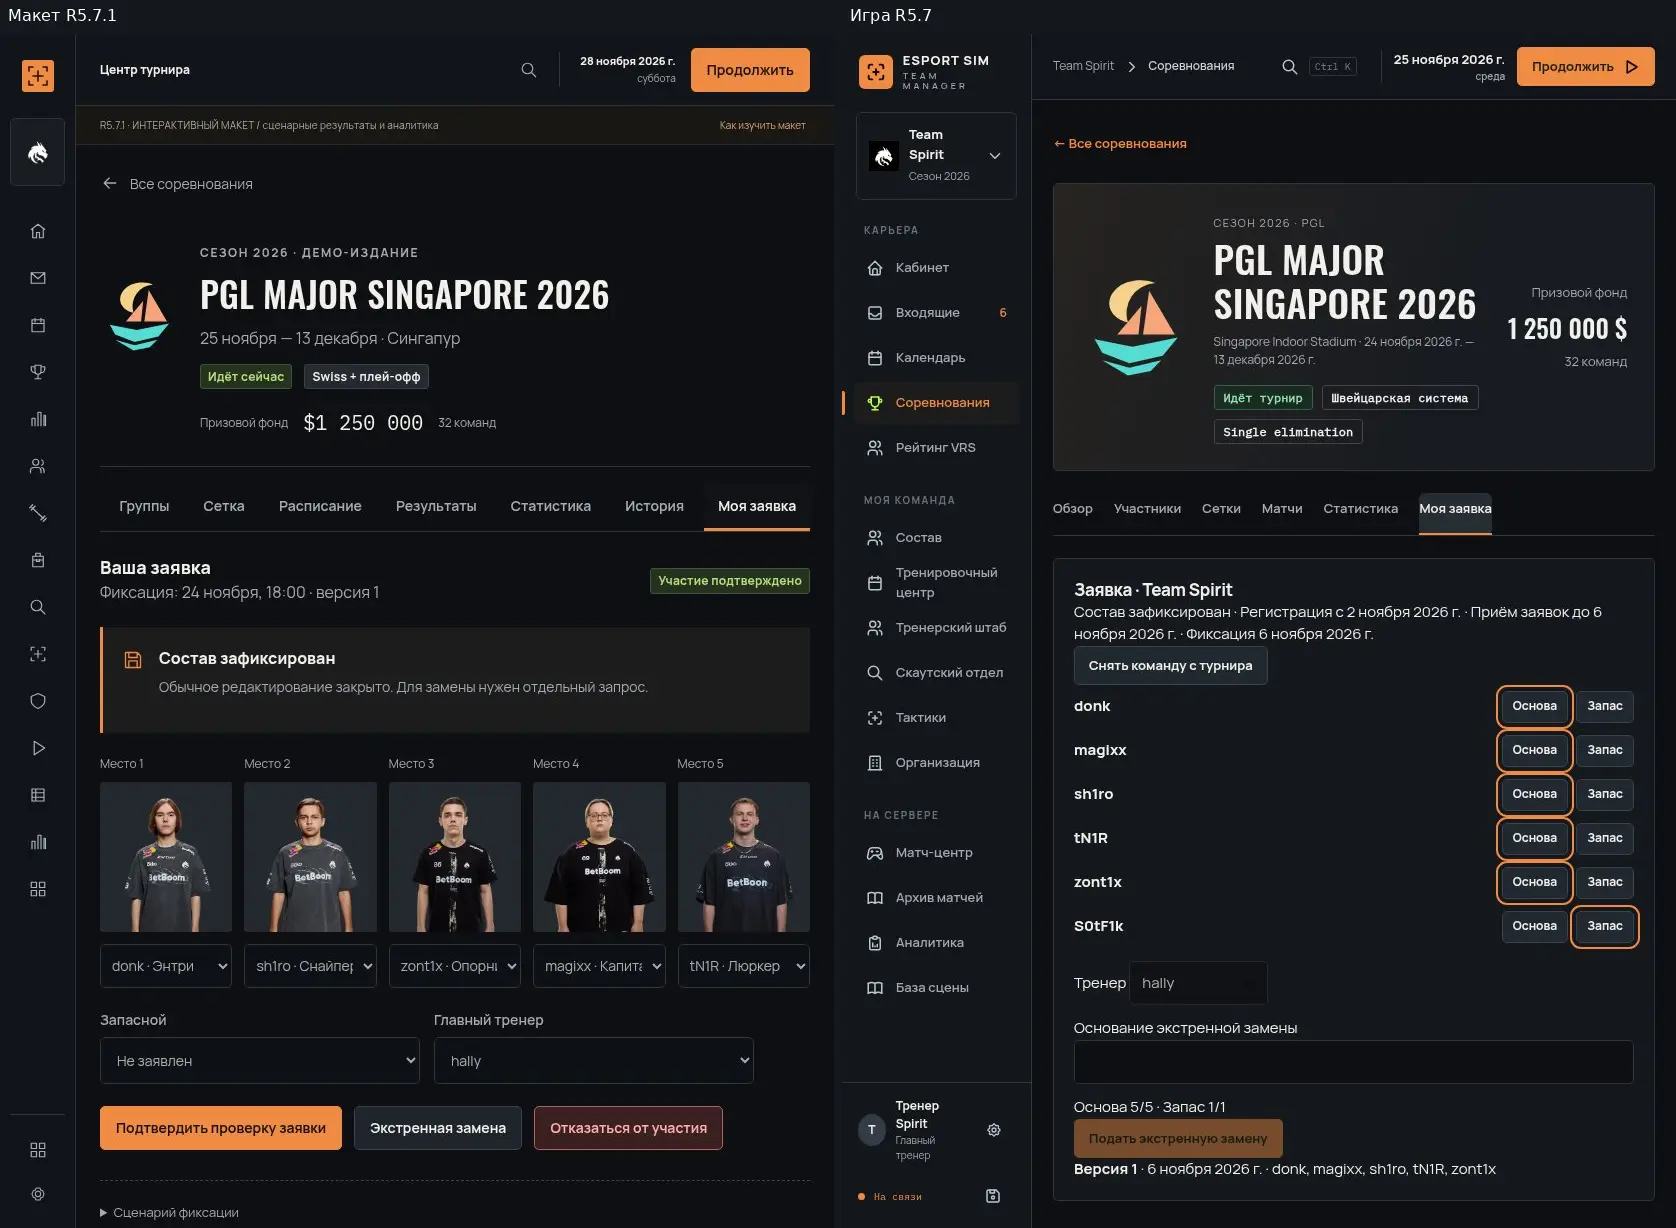 Макет R5.7.1
Центр турнира
28 ноября 2026 г.
суббота
Продолжить
R5.7.1 · ИНТЕРАКТИВНЫЙ МАКЕТ / сценарные результаты и аналитика
Как изучить макет
← Все соревнования
СЕЗОН 2026 · ДЕМО-ИЗДАНИЕ
PGL MAJOR SINGAPORE 2026
25 ноября — 13 декабря · Сингапур
Идёт сейчас
Swiss + плей-офф
Призовой фонд $1 250 000 32 команд
Группы Сетка Расписание Результаты Статистика История Моя заявка
Ваша заявка
Фиксация: 24 ноября, 18:00 · версия 1
Участие подтверждено
Состав зафиксирован
Обычное редактирование закрыто. Для замены нужен отдельный запрос.
Место 1 Место 2 Место 3 Место 4 Место 5
BetBoom BetBoom BetBoom BetBoom BetBoom
donk · Энтри sh1ro · Снайпер zont1x · Опорн magixx · Капита tN1R · Люркер
Запасной Главный тренер
Не заявлен hally
Подтвердить проверку заявки Экстренная замена Отказаться от участия
▶ Сценарий фиксации
Игра R5.7
ESPORT SIM
TEAM
MANAGER
Team
Spirit
Сезон 2026
КАРЬЕРА
Кабинет
Входящие 6
Календарь
Соревнования
Рейтинг VRS
МОЯ КОМАНДА
Состав
Тренировочный
центр
Тренерский штаб
Скаутский отдел
Тактики
Организация
НА СЕРВЕРЕ
Матч-центр
Архив матчей
Аналитика
База сцены
T
Тренер
Spirit
Главный
тренер
На связи
Team Spirit > Соревнования
Ctrl K
25 ноября 2026 г.
среда
Продолжить
← Все соревнования
СЕЗОН 2026 · PGL
PGL MAJOR
SINGAPORE 2026
Singapore Indoor Stadium · 24 ноября 2026 г. —
13 декабря 2026 г.
Идёт турнир
Швейцарская система
Single elimination
Призовой фонд
1 250 000 $
32 команд
Обзор Участники Сетки Матчи Статистика Моя заявка
Заявка · Team Spirit
Состав зафиксирован · Регистрация с 2 ноября 2026 г. · Приём заявок до 6
ноября 2026 г. · Фиксация 6 ноября 2026 г.
Снять команду с турнира
donk Основа Запас
magixx Основа Запас
sh1ro Основа Запас
tN1R Основа Запас
zont1x Основа Запас
S0tF1k Основа Запас
Тренер hally
Основание экстренной замены
Основа 5/5 · Запас 1/1
Подать экстренную замену
Версия 1 · 6 ноября 2026 г. · donk, magixx, sh1ro, tN1R, zont1x